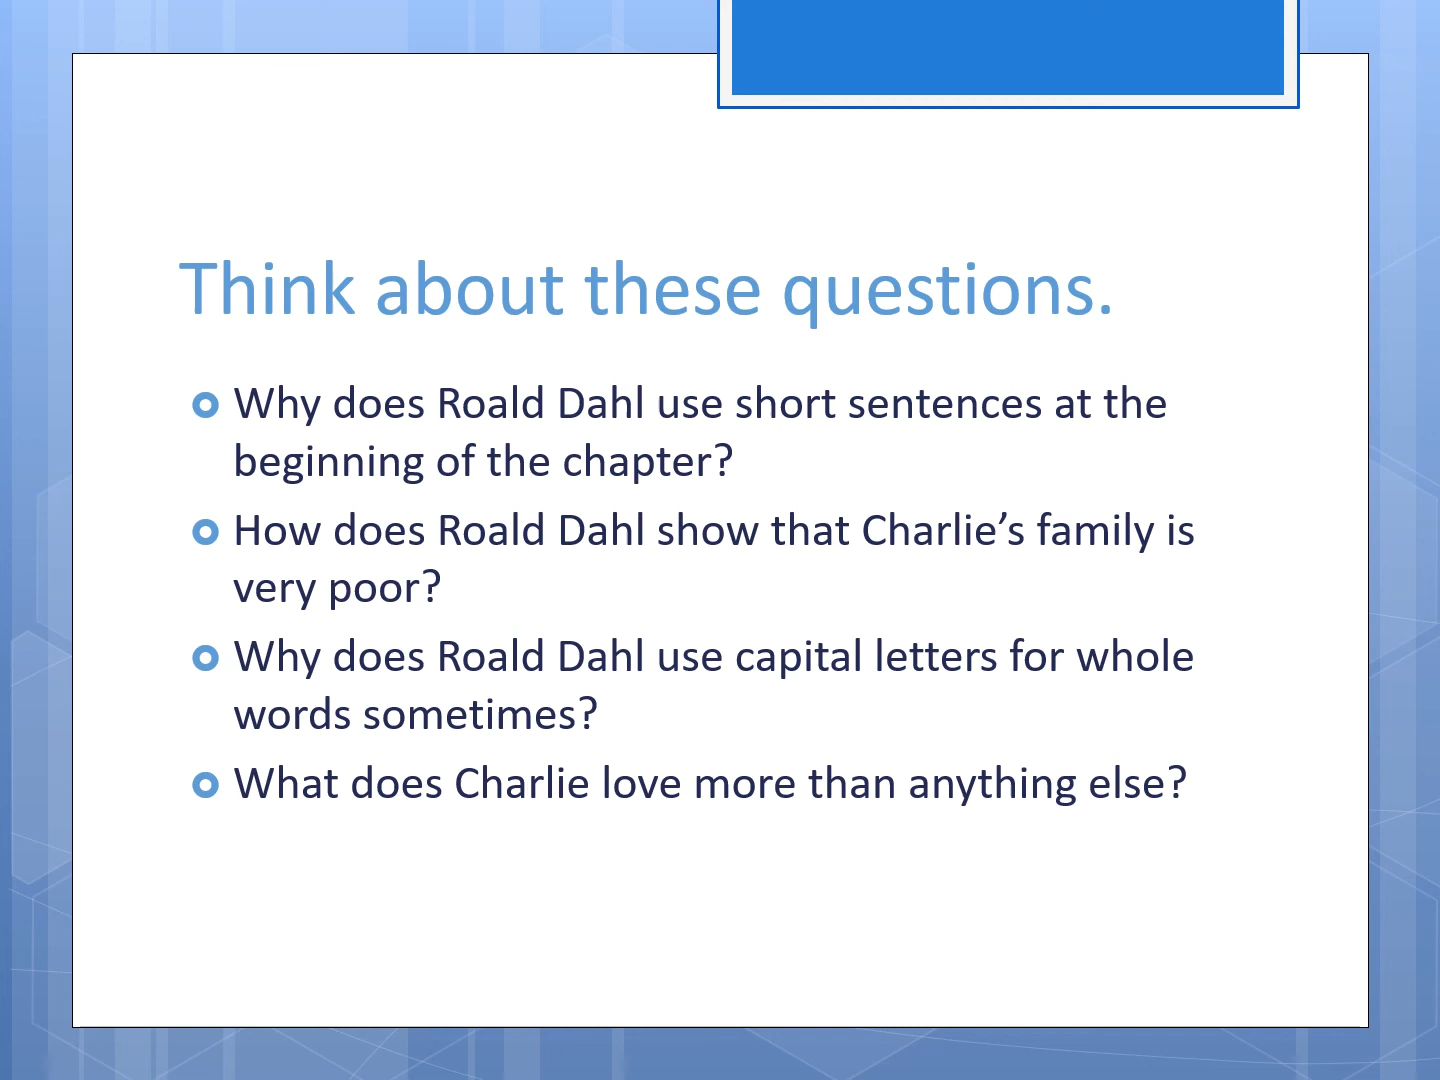 Think about these questions.
Why does Roald Dahl use short sentences at the
beginning of the chapter?
How does Roald Dahl show that Charlie’s family is
very poor?
Why does Roald Dahl use capital letters for whole
words sometimes?
What does Charlie love more than anything else?